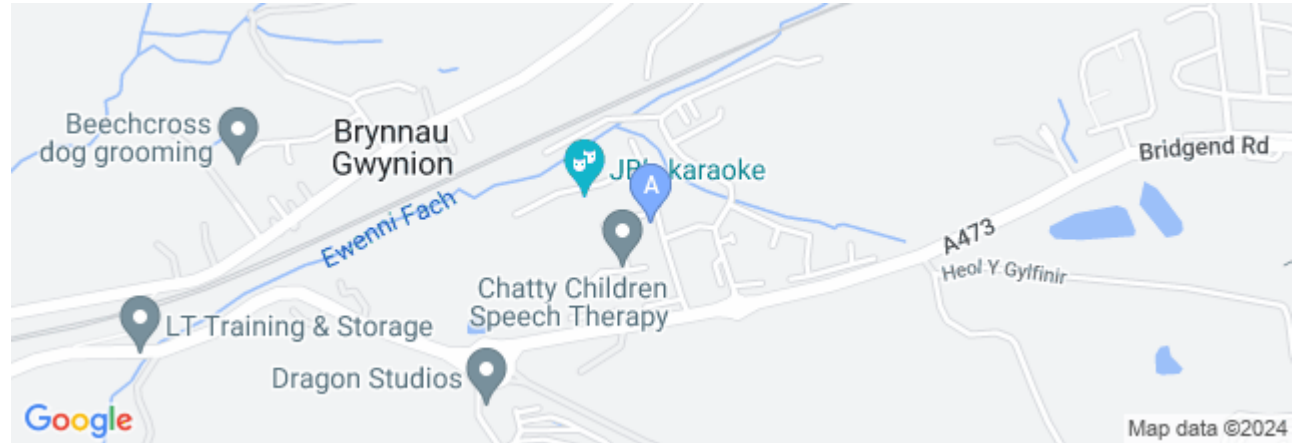 Beechcross
dog grooming
Brynnau
Gwynion
JB's karaoke
A
Bridgend Rd
Ewenni Fach
A473
Heol Y Gylfinir
Chatty Children
Speech Therapy
LT Training & Storage
Dragon Studios
Google
Map data ©2024